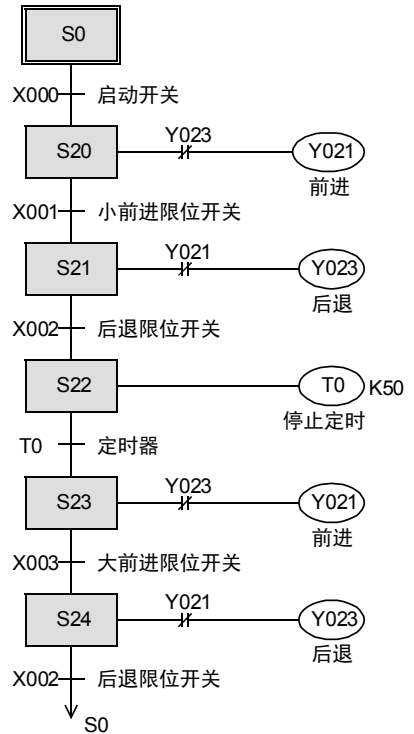 S0
X000 启动开关
S20 Y023 Y021
前进
X001 小前进限位开关
S21 Y021 Y023
后退
X002 后退限位开关
S22 T0 K50
停止定时
T0 定时器
S23 Y023 Y021
前进
X003 大前进限位开关
S24 Y021 Y023
后退
X002 后退限位开关
S0